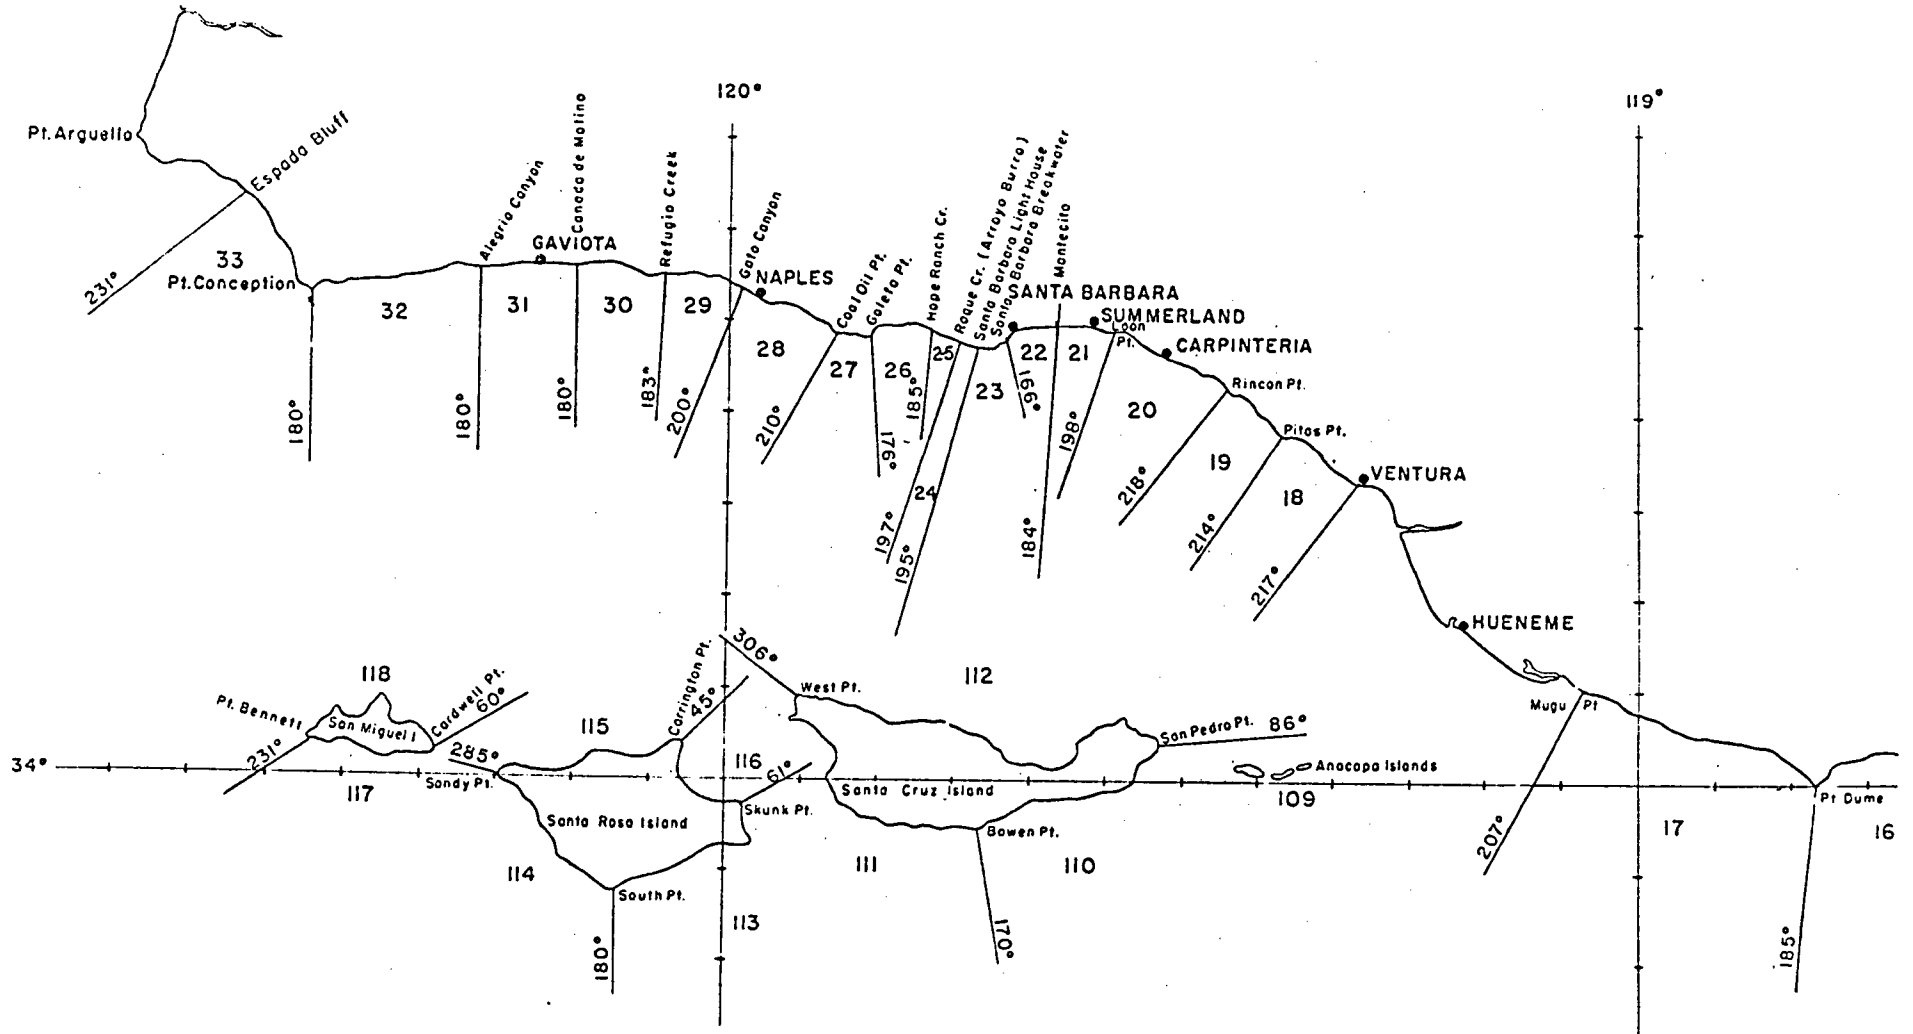 120°
119°
Pt. Arguello
Espada Bluff
231°
33
Pt. Conception
180°
32
Alegria Canyon
180°
31
GAVIOTA
Canada de Molino
180°
30
Refugio Creek
183°
29
Gato Canyon
200°
NAPLES
28
Coal Oil Pt.
210°
27
Goleta Pt.
176°
26
Hope Ranch Cr.
185°
25
Roque Cr. (Arroyo Burro)
197°
24
Santa Barbara Light House
195°
23
Santa Barbara Breakwater
166°
SANTA BARBARA
22
Montecito
184°
21
SUMMERLAND
Loon
Pt.
198°
CARPINTERIA
20
Rincon Pt.
218°
19
Pitas Pt.
214°
18
VENTURA
217°
HUENEME
Mugu Pt
207°
17
Pt Dume
185°
16
34°
118
Pt. Bennett
231°
San Miguel I
Cardwell Pt.
60°
117
115
285°
Sandy Pt.
Carrington Pt.
45°
Santa Rosa Island
116
61°
Skunk Pt.
114
South Pt.
180°
113
306°
West Pt.
112
San Pedro Pt.
86°
Santa Cruz Island
Anacapa Islands
109
Bowen Pt.
111
110
170°